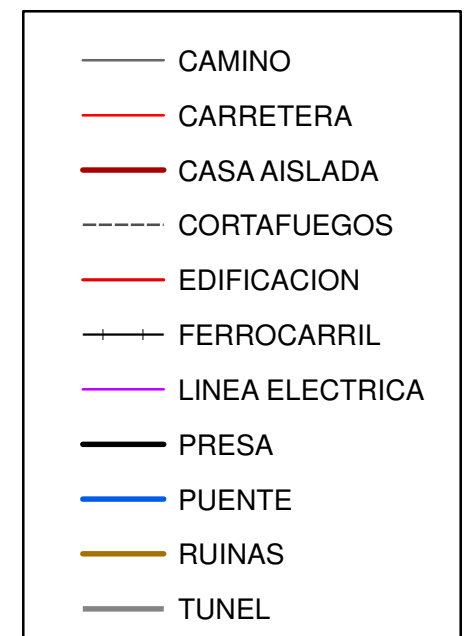 CAMINO
CARRETERA
CASA AISLADA
CORTAFUEGOS
EDIFICACION
FERROCARRIL
LINEA ELECTRICA
PRESA
PUENTE
RUINAS
TUNEL